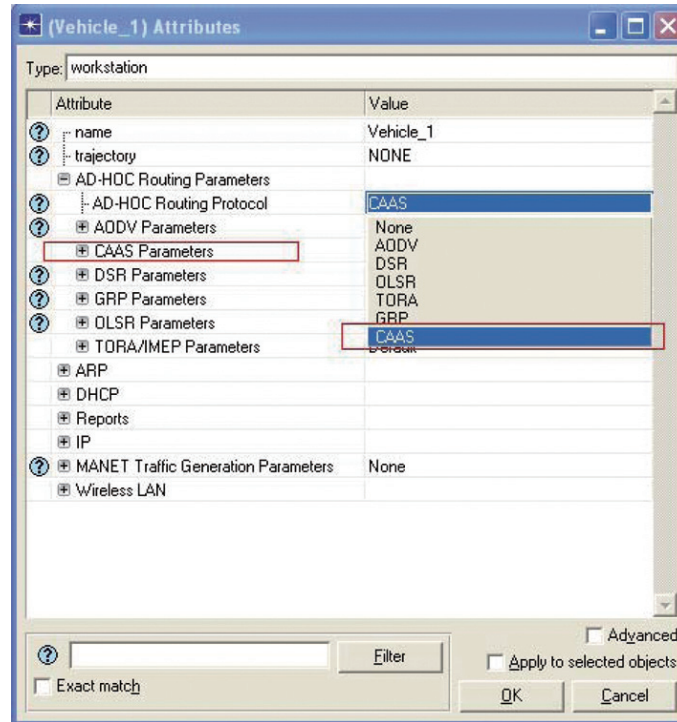 (Vehicle_1) Attributes
Type: workstation
Attribute Value
name Vehicle_1
trajectory NONE
AD-HOC Routing Parameters
AD-HOC Routing Protocol CAAS
AODV Parameters None
AODV
CAAS Parameters DSR
DSR Parameters OLSR
GRP Parameters TORA
GRP
OLSR Parameters CAAS
TORA/IMEP Parameters Default
ARP
DHCP
Reports
IP
MANET Traffic Generation Parameters None
Wireless LAN
Advanced
Filter Apply to selected objects
Exact match OK Cancel